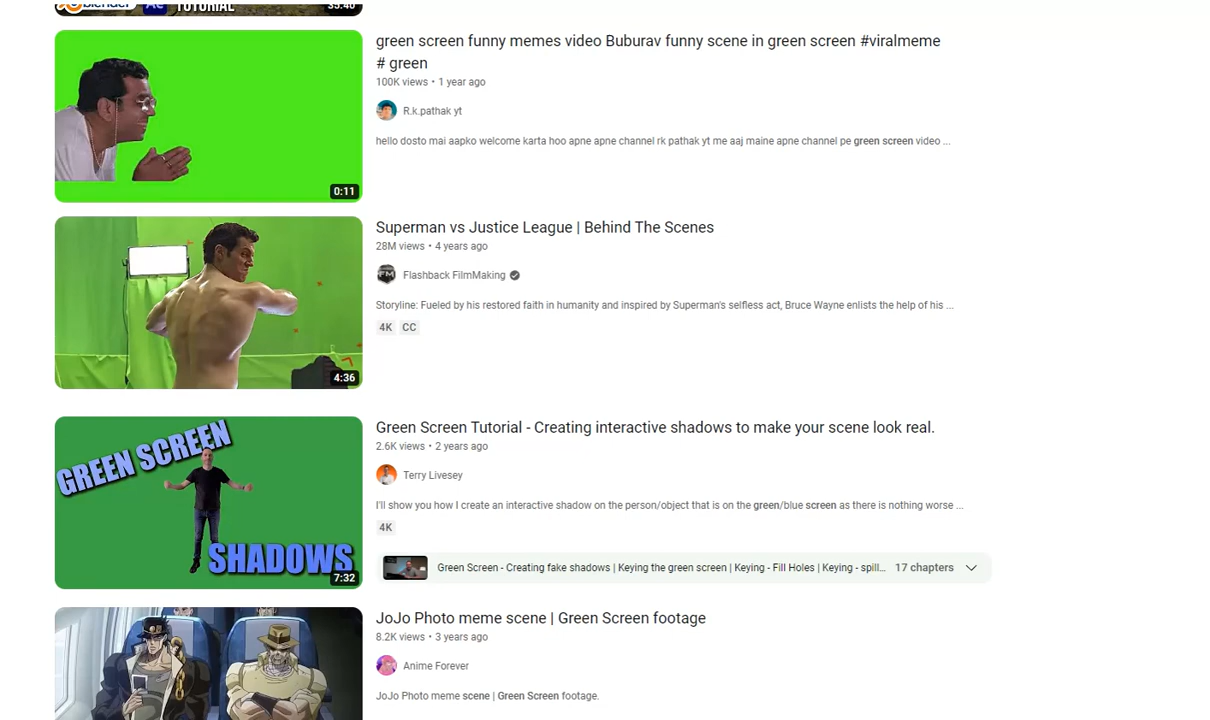 blender Ae TUTORIAL 35:40
green screen funny memes video Buburav funny scene in green screen #viralmeme
# green
100K views • 1 year ago
R.k.pathak yt
hello dosto mai aapko welcome karta hoo apne apne channel rk pathak yt me aaj maine apne channel pe green screen video ...
0:11
Superman vs Justice League | Behind The Scenes
28M views • 4 years ago
FM Flashback FilmMaking
Storyline: Fueled by his restored faith in humanity and inspired by Superman's selfless act, Bruce Wayne enlists the help of his ...
4K CC
4:36
GREEN SCREEN
SHADOWS
7:32
Green Screen Tutorial - Creating interactive shadows to make your scene look real.
2.6K views • 2 years ago
Terry Livesey
I'll show you how I create an interactive shadow on the person/object that is on the green/blue screen as there is nothing worse ...
4K
Green Screen - Creating fake shadows | Keying the green screen | Keying - Fill Holes | Keying - spill... 17 chapters
JoJo Photo meme scene | Green Screen footage
8.2K views • 3 years ago
Anime Forever
JoJo Photo meme scene | Green Screen footage.